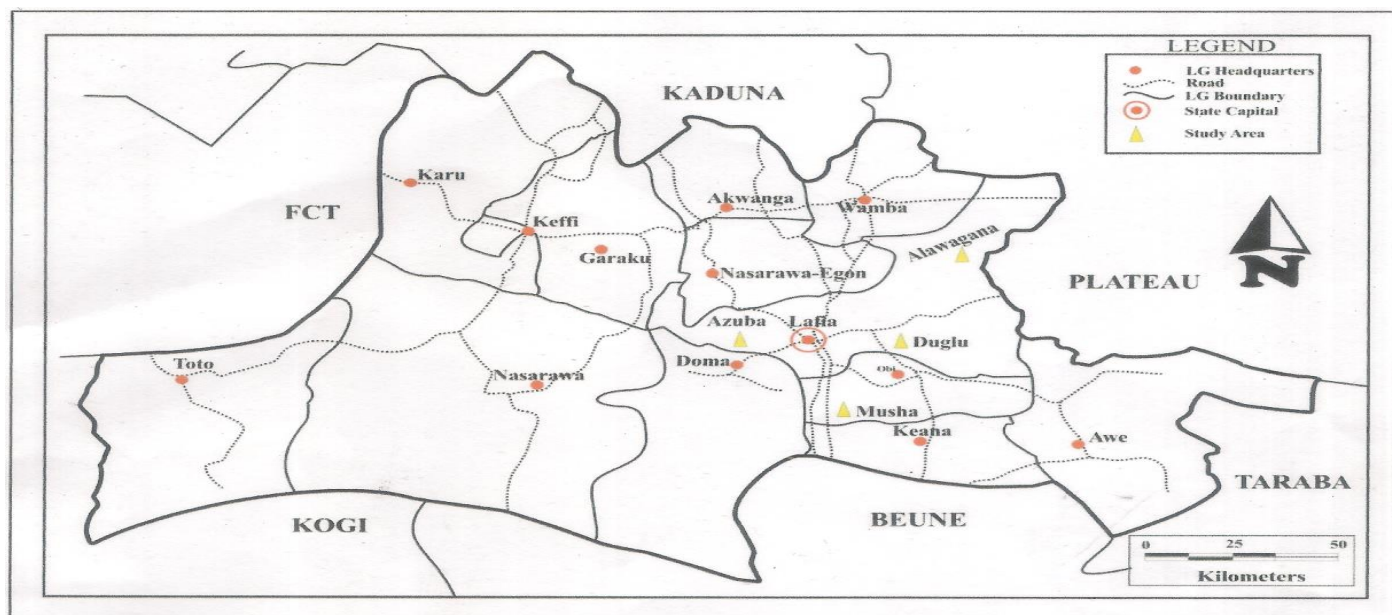 LEGEND
LG Headquarters
Road
LG Boundary
State Capital
Study Area
KADUNA
Karu
Akwanga
Wamba
FCT
Keffi
Garaku
Alawagana
Nasarawa-Egon
PLATEAU
N
Azuba
Lafia
Dugiu
Toto
Doma
Obi
Nasarawa
Musha
Keana
Awe
TARABA
KOGI
BEUNE
0 25 50
Kilometers